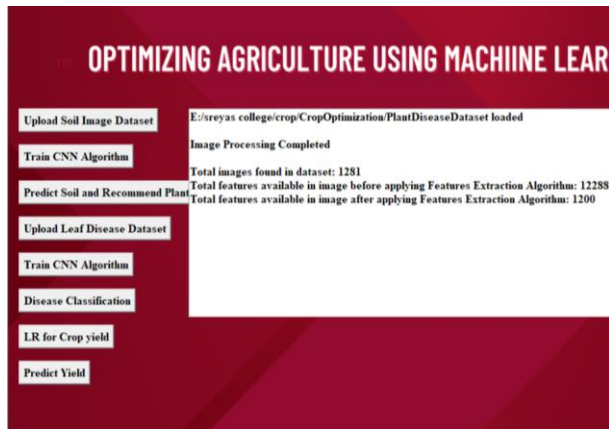 OPTIMIZING AGRICULTURE USING MACHIINE LEAR
Upload Soil Image Dataset
Train CNN Algorithm
Predict Soil and Recommend Plant
Upload Leaf Disease Dataset
Train CNN Algorithm
Disease Classification
LR for Crop yield
Predict Yield
E:/sreyas college/crop/CropOptimization/PlantDiseaseDataset loaded
Image Processing Completed
Total images found in dataset: 1281
Total features available in image before applying Features Extraction Algorithm: 12288
Total features available in image after applying Features Extraction Algorithm: 1200